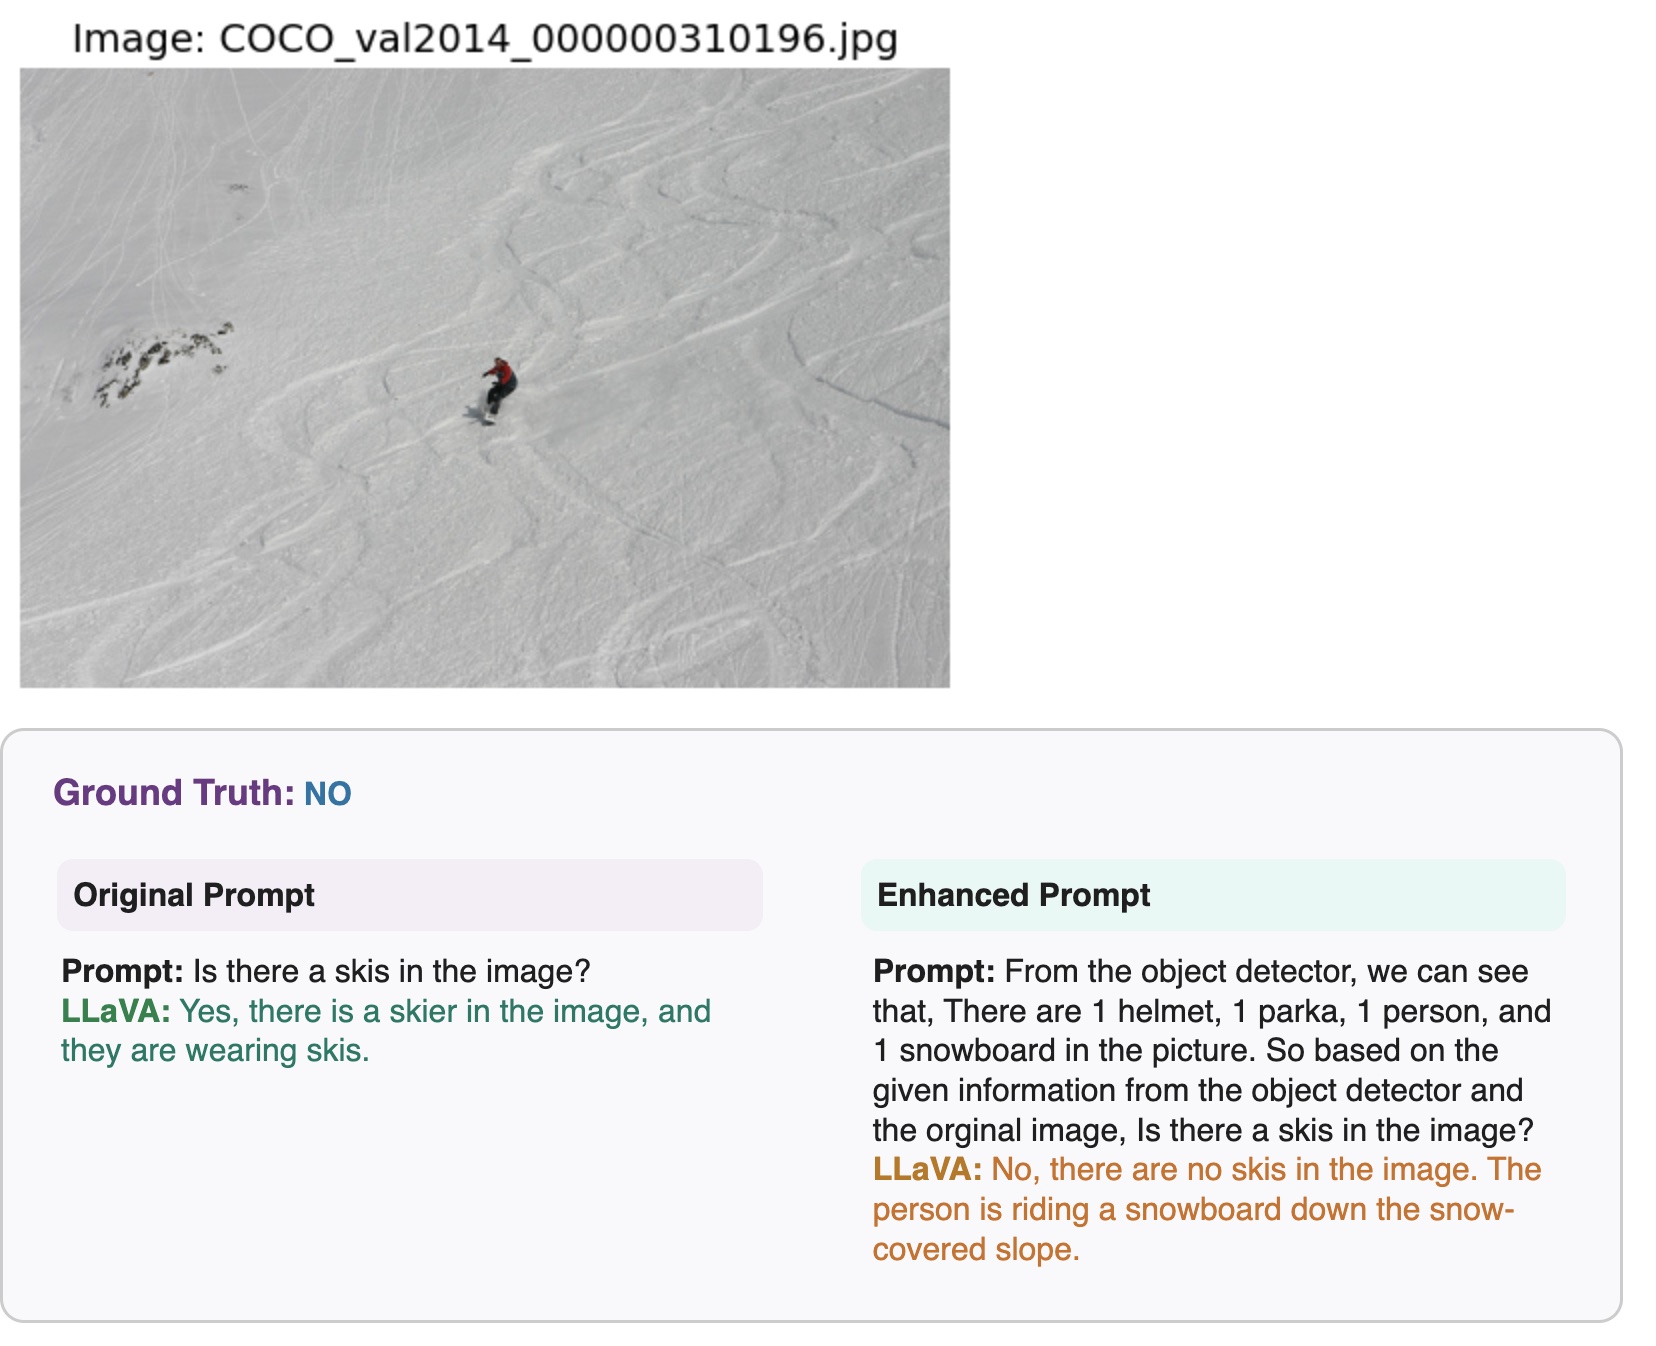 Image: COCO_val2014_000000310196.jpg
Ground Truth: NO
Original Prompt
Prompt: Is there a skis in the image?
LLaVA: Yes, there is a skier in the image, and
they are wearing skis.
Enhanced Prompt
Prompt: From the object detector, we can see
that, There are 1 helmet, 1 parka, 1 person, and
1 snowboard in the picture. So based on the
given information from the object detector and
the orginal image, Is there a skis in the image?
LLaVA: No, there are no skis in the image. The
person is riding a snowboard down the snow-
covered slope.